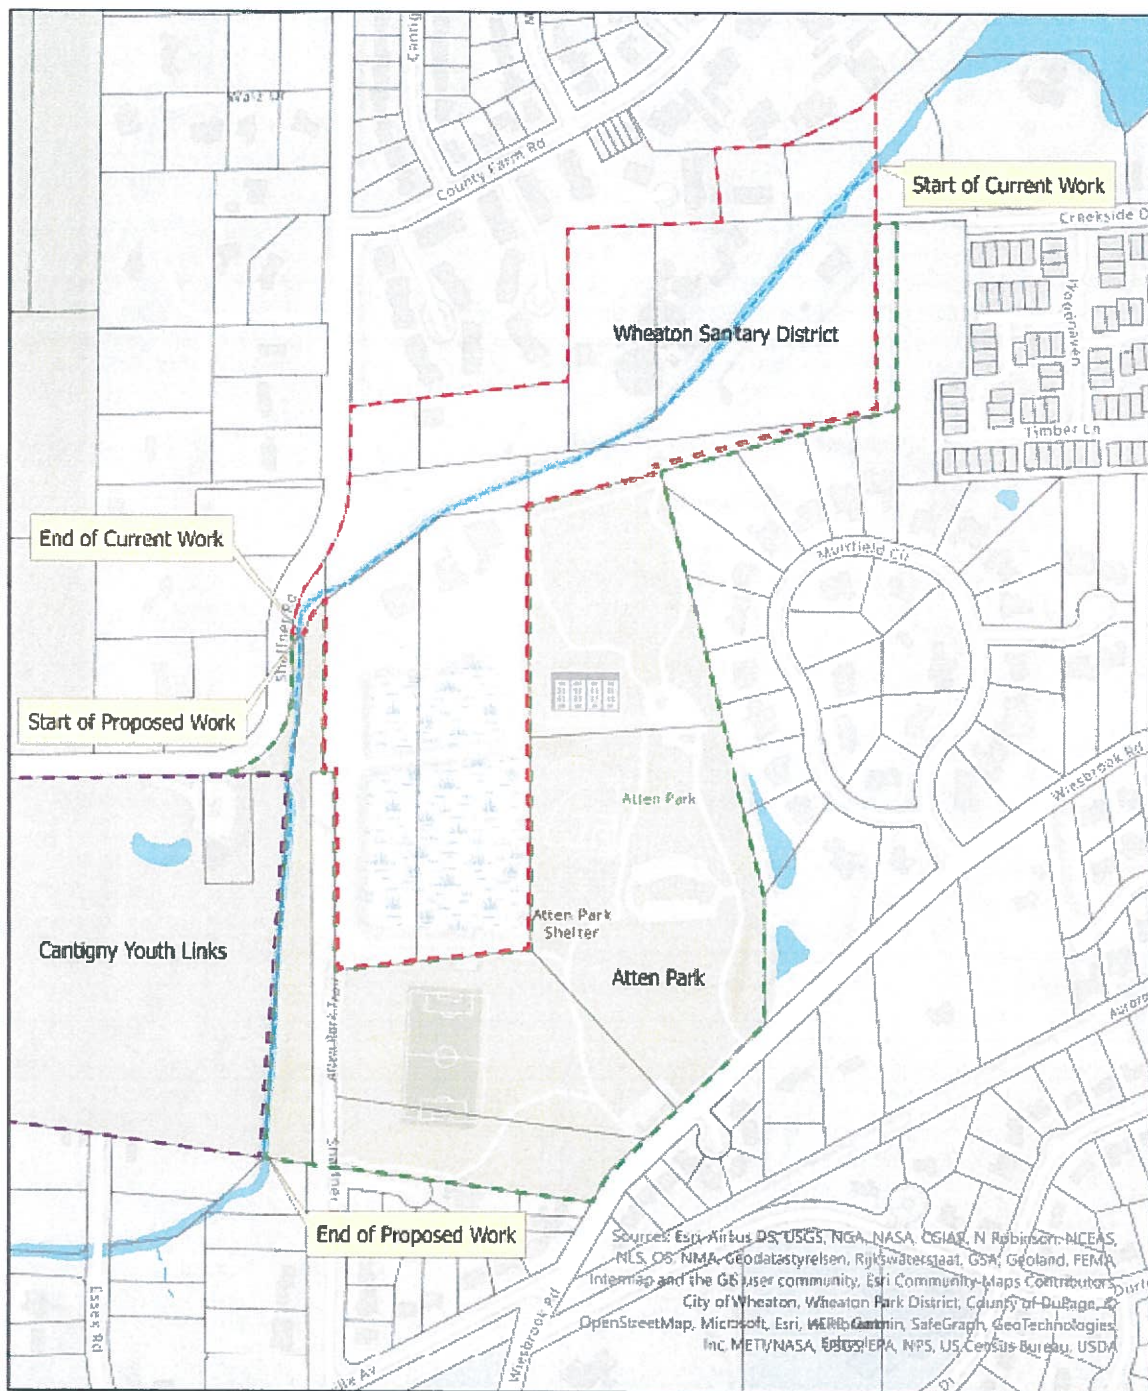 County Farm Rd
Start of Current Work
Creekside D
Wheaton Sanitary District
Timber Ln
End of Current Work
Muirfield Cir
Shaffner Rd
Start of Proposed Work
Wiesbrook Rd
Atten Park
Atten Park
Shelter
Cantigny Youth Links
Atten Park
Atten Park Trail
End of Proposed Work
Essex Rd
Wiesbrook Rd
Sources: Esri, Airbus DS, USGS, NGA, NASA, CGIAR, N Robinson, NCEAS,
NLS, OS, NMA, Geodatastyrelsen, Rijkswaterstaat, GSA, Geoland, FEMA,
Intermap and the GIS user community, Esri Community Maps Contributors,
City of Wheaton, Wheaton Park District, County of DuPage, ©
OpenStreetMap, Microsoft, Esri, Garmin, SafeGraph, GeoTechnologies,
Inc, METI/NASA, USGS, EPA, NPS, US Census Bureau, USDA